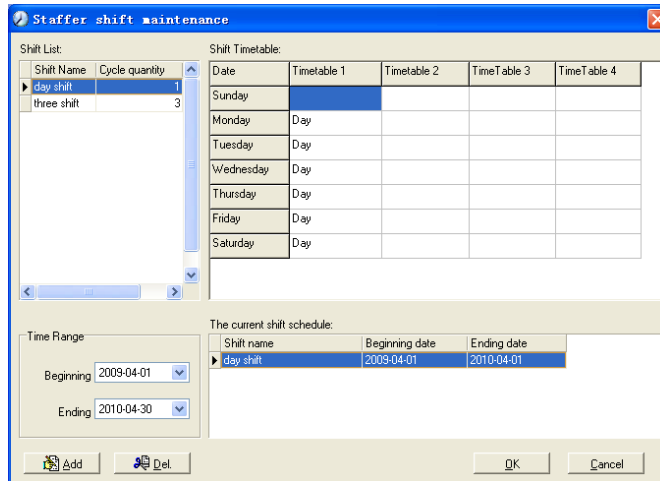 Staffer shift maintenance
Shift List:
Shift Timetable:
Shift Name Cycle quantity
day shift 1
three shift 3
Date Timetable 1 Timetable 2 TimeTable 3 TimeTable 4
Sunday
Monday Day
Tuesday Day
Wednesday Day
Thursday Day
Friday Day
Saturday Day
Time Range
Beginning 2009-04-01
Ending 2010-04-30
The current shift schedule:
Shift name Beginning date Ending date
day shift 2009-04-01 2010-04-01
Add Del. OK Cancel